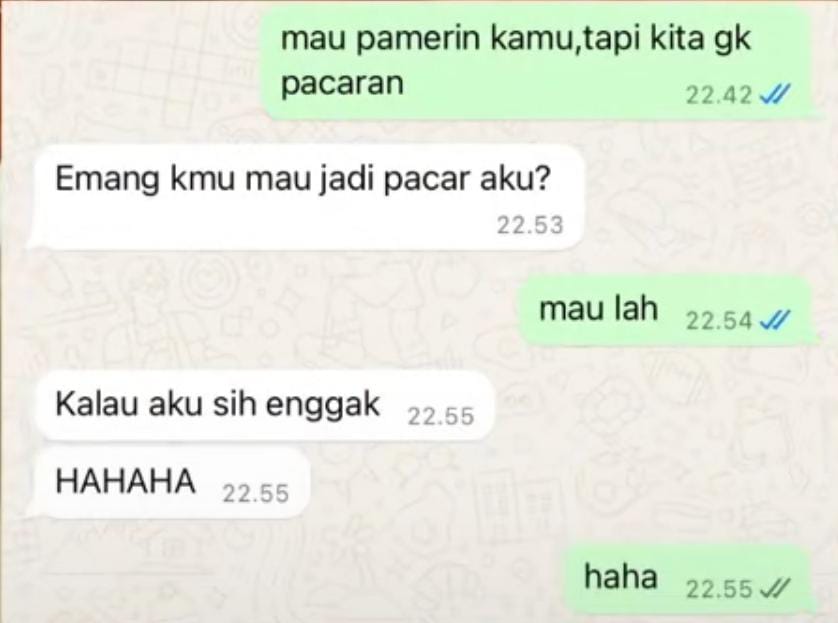 mau pamerin kamu,tapi kita gk
pacaran
22.42
Emang kmu mau jadi pacar aku?
22.53
mau lah 22.54
Kalau aku sih enggak 22.55
HAHAHA 22.55
haha 22.55